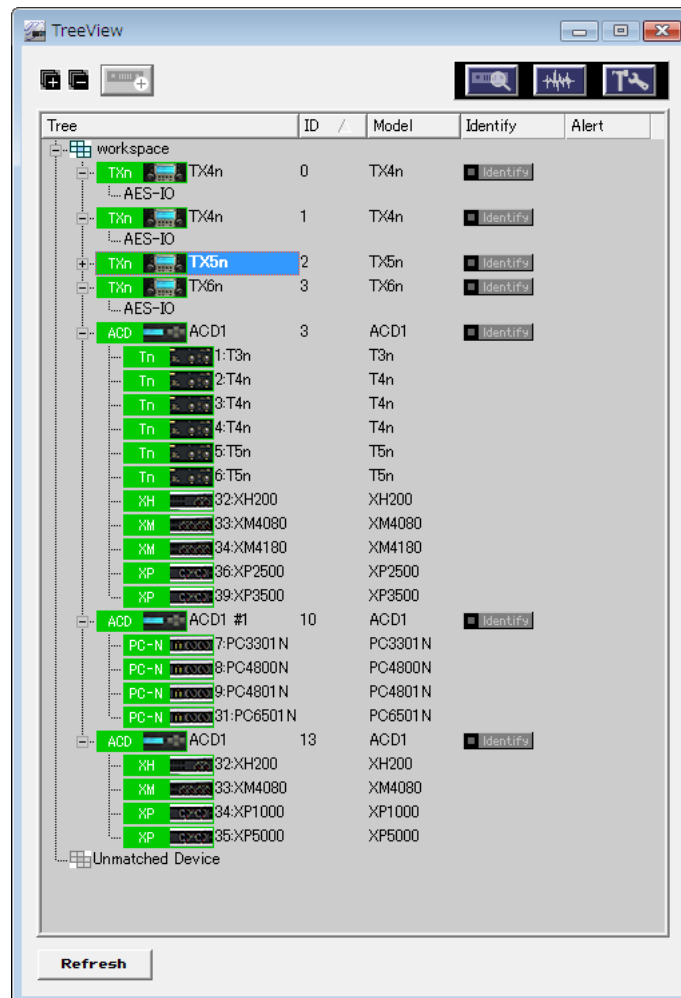 TreeView
Tree ID Model Identify Alert
workspace
TXn TX4n 0 TX4n Identify
AES-IO
TXn TX4n 1 TX4n Identify
AES-IO
TXn TX5n 2 TX5n Identify
TXn TX6n 3 TX6n Identify
AES-IO
ACD ACD1 3 ACD1 Identify
Tn 1:T3n T3n
Tn 2:T4n T4n
Tn 3:T4n T4n
Tn 4:T4n T4n
Tn 5:T5n T5n
Tn 6:T5n T5n
XH 32:XH200 XH200
XM 33:XM4080 XM4080
XM 34:XM4180 XM4180
XP 36:XP2500 XP2500
XP 39:XP3500 XP3500
ACD ACD1 #1 10 ACD1 Identify
PC-N 7:PC3301N PC3301N
PC-N 8:PC4800N PC4800N
PC-N 9:PC4801N PC4801N
PC-N 31:PC6501N PC6501N
ACD ACD1 13 ACD1 Identify
XH 32:XH200 XH200
XM 33:XM4080 XM4080
XP 34:XP1000 XP1000
XP 35:XP5000 XP5000
Unmatched Device
Refresh